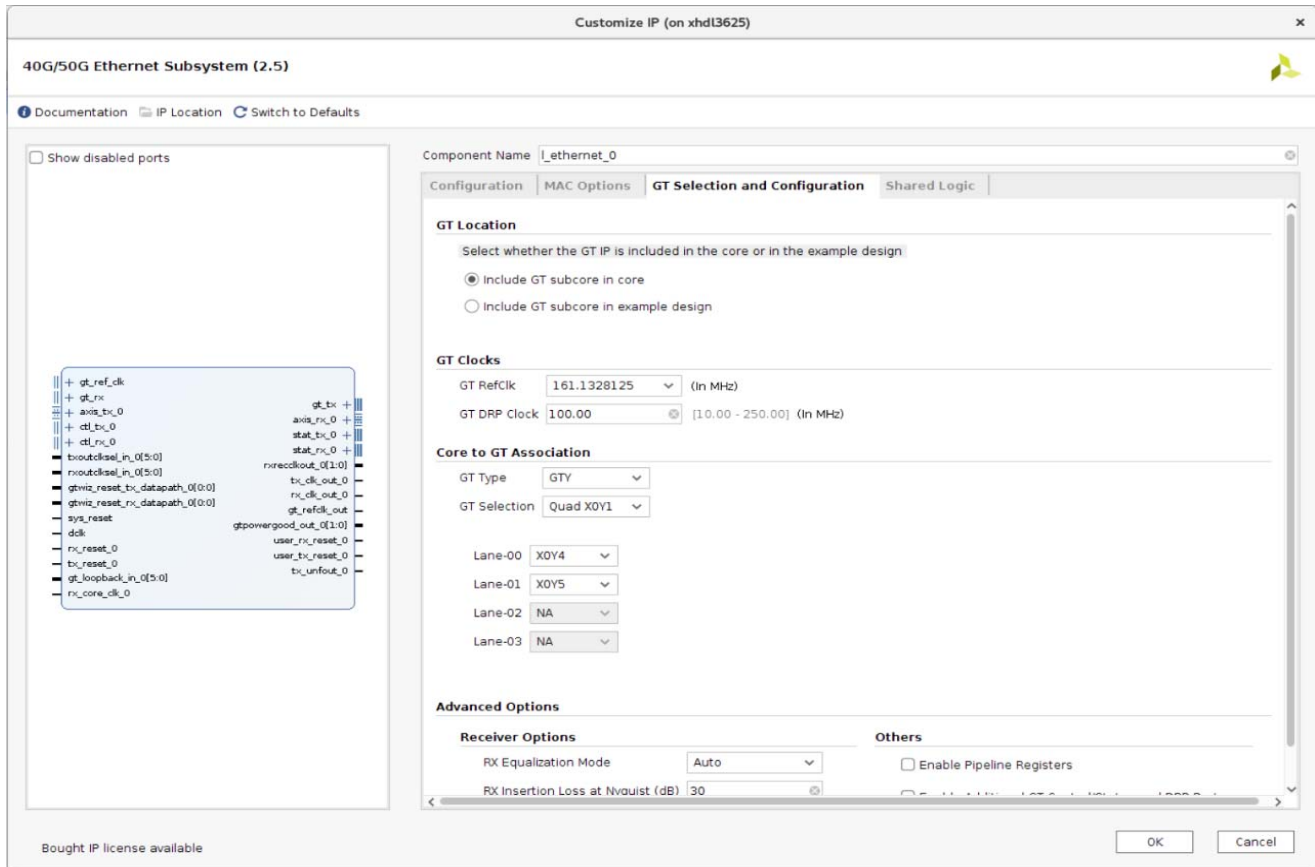 Customize IP (on xhdl3625)
40G/50G Ethernet Subsystem (2.5)
Documentation IP Location Switch to Defaults
Show disabled ports
gt_ref_clk
gt_rx
axis_tx_0
ctl_tx_0
ctl_rx_0
txoutclksel_in_0[5:0]
rxoutclksel_in_0[5:0]
gtwiz_reset_tx_datapath_0[0:0]
gtwiz_reset_rx_datapath_0[0:0]
sys_reset
dclk
rx_reset_0
tx_reset_0
gt_loopback_in_0[5:0]
rx_core_clk_0
gt_tx
axis_rx_0
stat_tx_0
stat_rx_0
rxrecclkout_0[1:0]
tx_clk_out_0
rx_clk_out_0
gt_refclk_out
gtpowergood_out_0[1:0]
user_rx_reset_0
user_tx_reset_0
tx_unfout_0
Component Name l_ethernet_0
Configuration MAC Options GT Selection and Configuration Shared Logic
GT Location
Select whether the GT IP is included in the core or in the example design
Include GT subcore in core
Include GT subcore in example design
GT Clocks
GT RefClk 161.1328125 (In MHz)
GT DRP Clock 100.00 [10.00 - 250.00] (In MHz)
Core to GT Association
GT Type GTY
GT Selection Quad X0Y1
Lane-00 X0Y4
Lane-01 X0Y5
Lane-02 NA
Lane-03 NA
Advanced Options
Receiver Options Others
RX Equalization Mode Auto Enable Pipeline Registers
RX Insertion Loss at Nyquist (dB) 30
Bought IP license available
OK Cancel